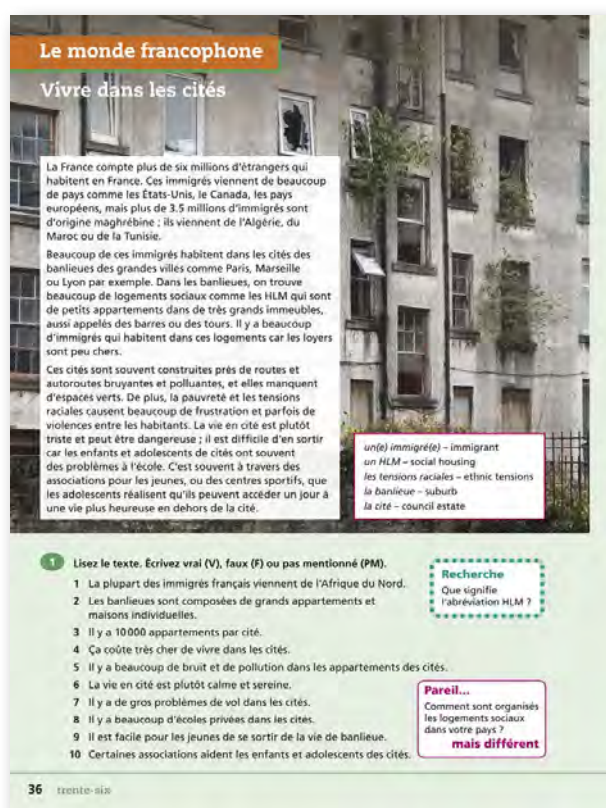 Le monde francophone
Vivre dans les cités
La France compte plus de six millions d'étrangers qui
habitent en France. Ces immigrés viennent de beaucoup
de pays comme les États-Unis, le Canada, les pays
européens, mais plus de 3.5 millions d'immigrés sont
d'origine maghrébine ; ils viennent de l'Algérie, du
Maroc ou de la Tunisie.
Beaucoup de ces immigrés habitent dans les cités des
banlieues des grandes villes comme Paris, Marseille
ou Lyon par exemple. Dans les banlieues, on trouve
beaucoup de logements sociaux comme les HLM qui sont
de petits appartements dans de très grands immeubles,
aussi appelés des barres ou des tours. Il y a beaucoup
d'immigrés qui habitent dans ces logements car les loyers
sont peu chers.
Ces cités sont souvent construites près de routes et
autoroutes bruyantes et polluantes, et elles manquent
d'espaces verts. De plus, la pauvreté et les tensions
raciales causent beaucoup de frustration et parfois de
violences entre les habitants. La vie en cité est plutôt
triste et peut être dangereuse ; il est difficile d'en sortir
car les enfants et adolescents de cités ont souvent
des problèmes à l'école. C'est souvent à travers des
associations pour les jeunes, ou des centres sportifs, que
les adolescents réalisent qu'ils peuvent accéder un jour à
une vie plus heureuse en dehors de la cité.
un(e) immigré(e) – immigrant
un HLM – social housing
les tensions raciales – ethnic tensions
la banlieue – suburb
la cité – council estate
1 Lisez le texte. Écrivez vrai (V), faux (F) ou pas mentionné (PM).
1 La plupart des immigrés français viennent de l'Afrique du Nord.
2 Les banlieues sont composées de grands appartements et
maisons individuelles.
3 Il y a 10 000 appartements par cité.
4 Ça coûte très cher de vivre dans les cités.
5 Il y a beaucoup de bruit et de pollution dans les appartements des cités.
6 La vie en cité est plutôt calme et sereine.
7 Il y a de gros problèmes de vol dans les cités.
8 Il y a beaucoup d'écoles privées dans les cités.
9 Il est facile pour les jeunes de se sortir de la vie de banlieue.
10 Certaines associations aident les enfants et adolescents des cités.
Recherche
Que signifie
l'abréviation HLM ?
Pareil...
Comment sont organisés
les logements sociaux
dans votre pays ?
mais différent
36 trente-six